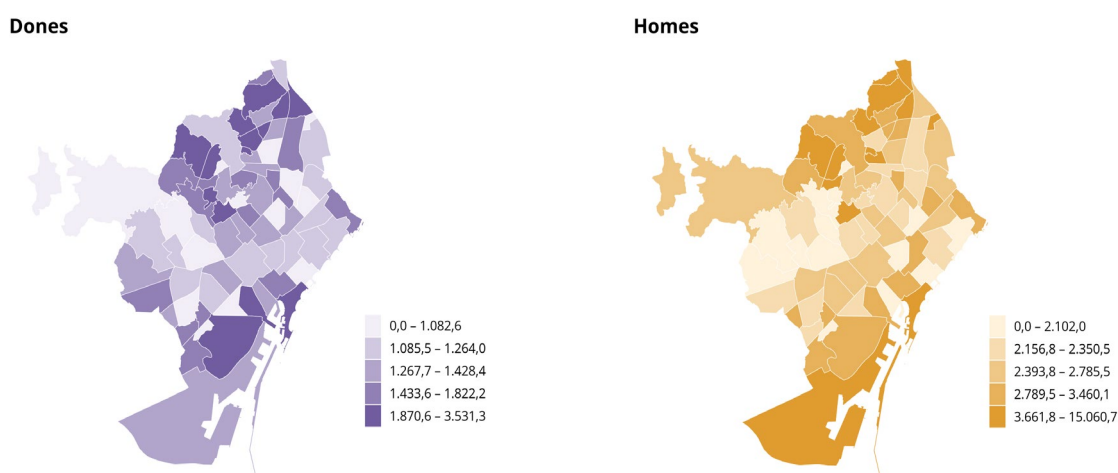 Dones
Homes
0,0 – 1.082,6
1.085,5 – 1.264,0
1.267,7 – 1.428,4
1.433,6 – 1.822,2
1.870,6 – 3.531,3
0,0 – 2.102,0
2.156,8 – 2.350,5
2.393,8 – 2.785,5
2.789,5 – 3.460,1
3.661,8 – 15.060,7